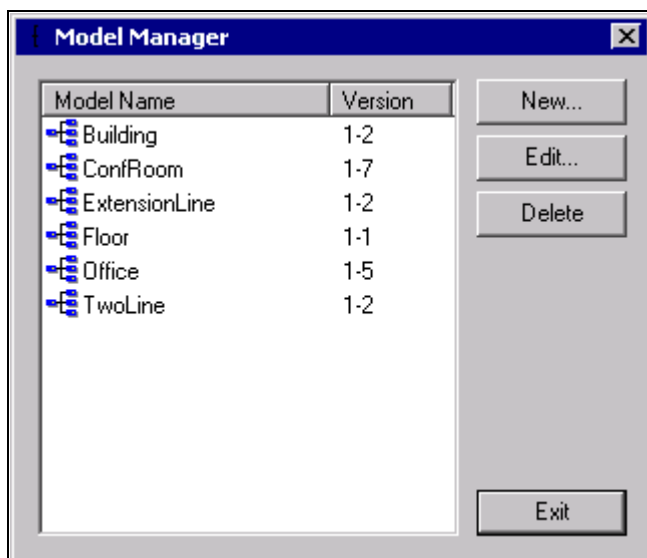 Model Manager
Model Name Version New...
Building 1-2
ConfRoom 1-7 Edit...
ExtensionLine 1-2 Delete
Floor 1-1
Office 1-5
TwoLine 1-2
Exit